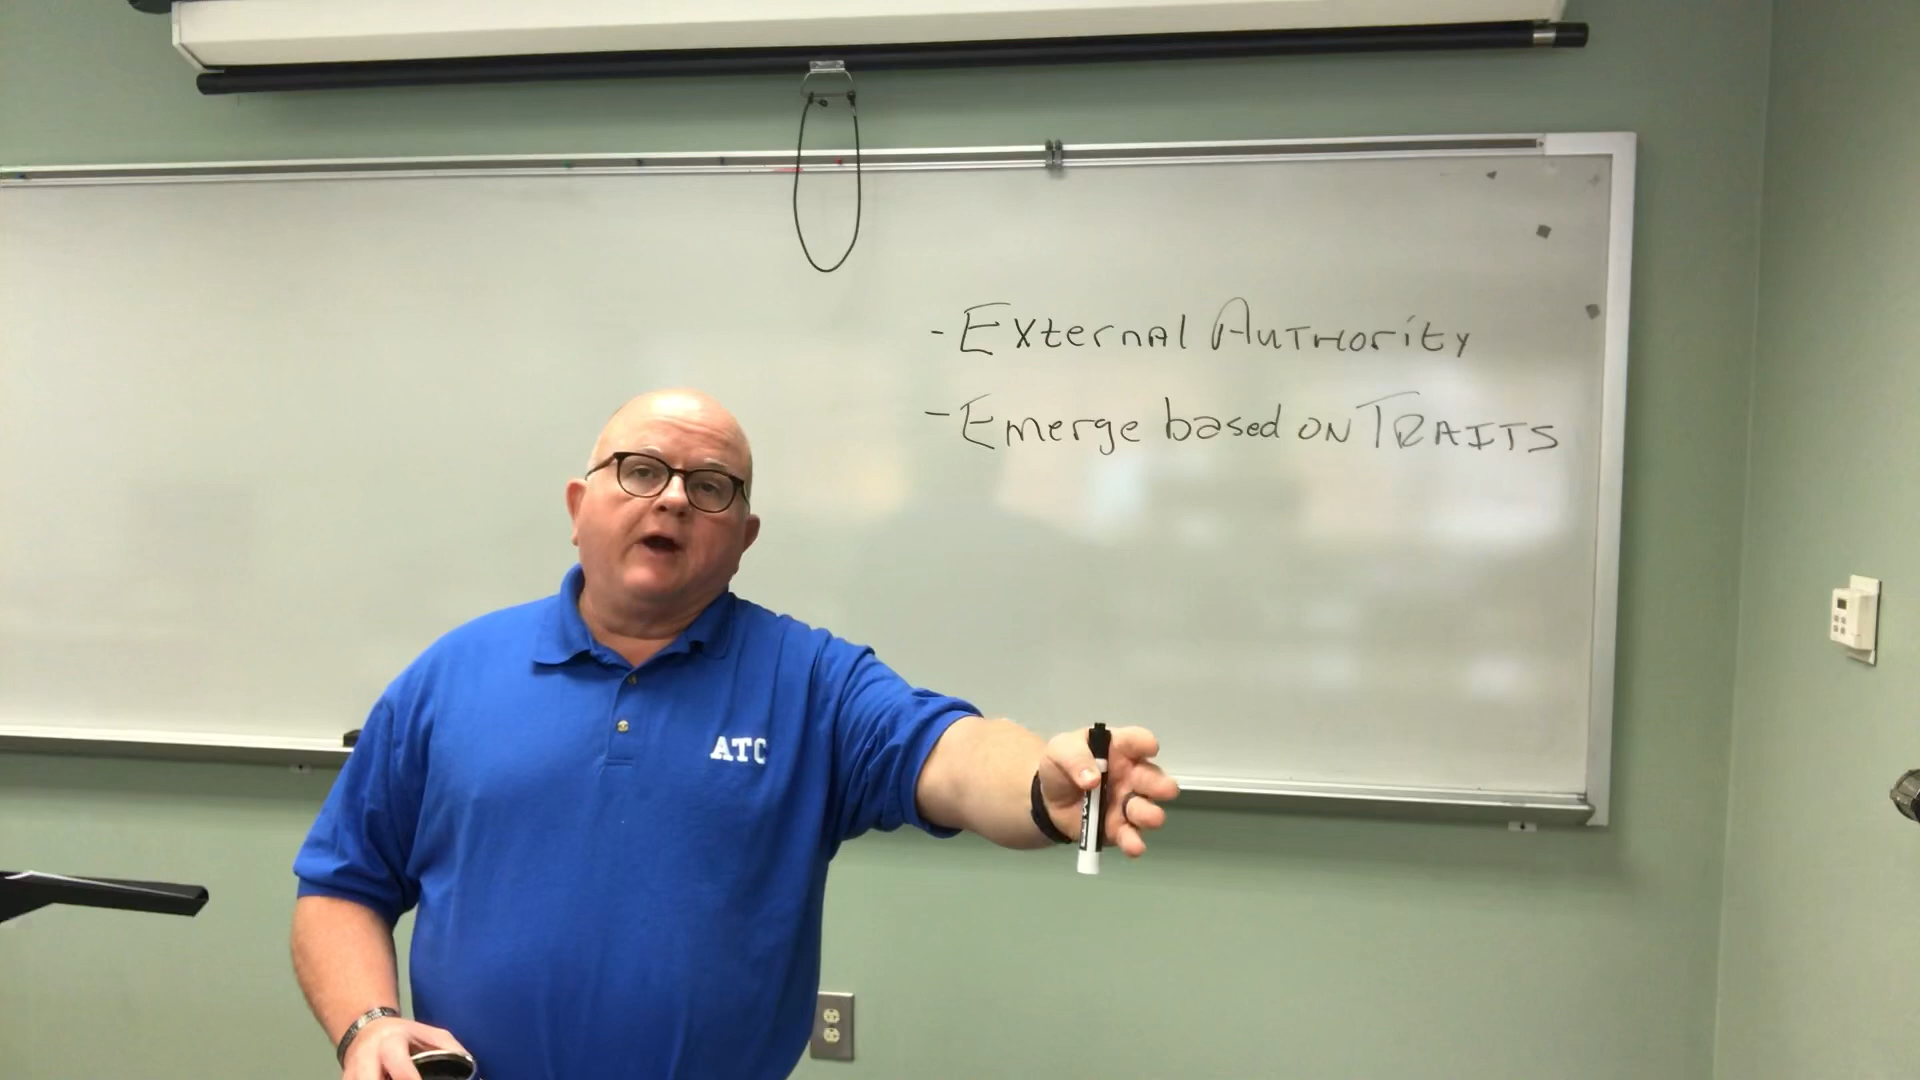 - External Authority
- Emerge based on Traits
ATC